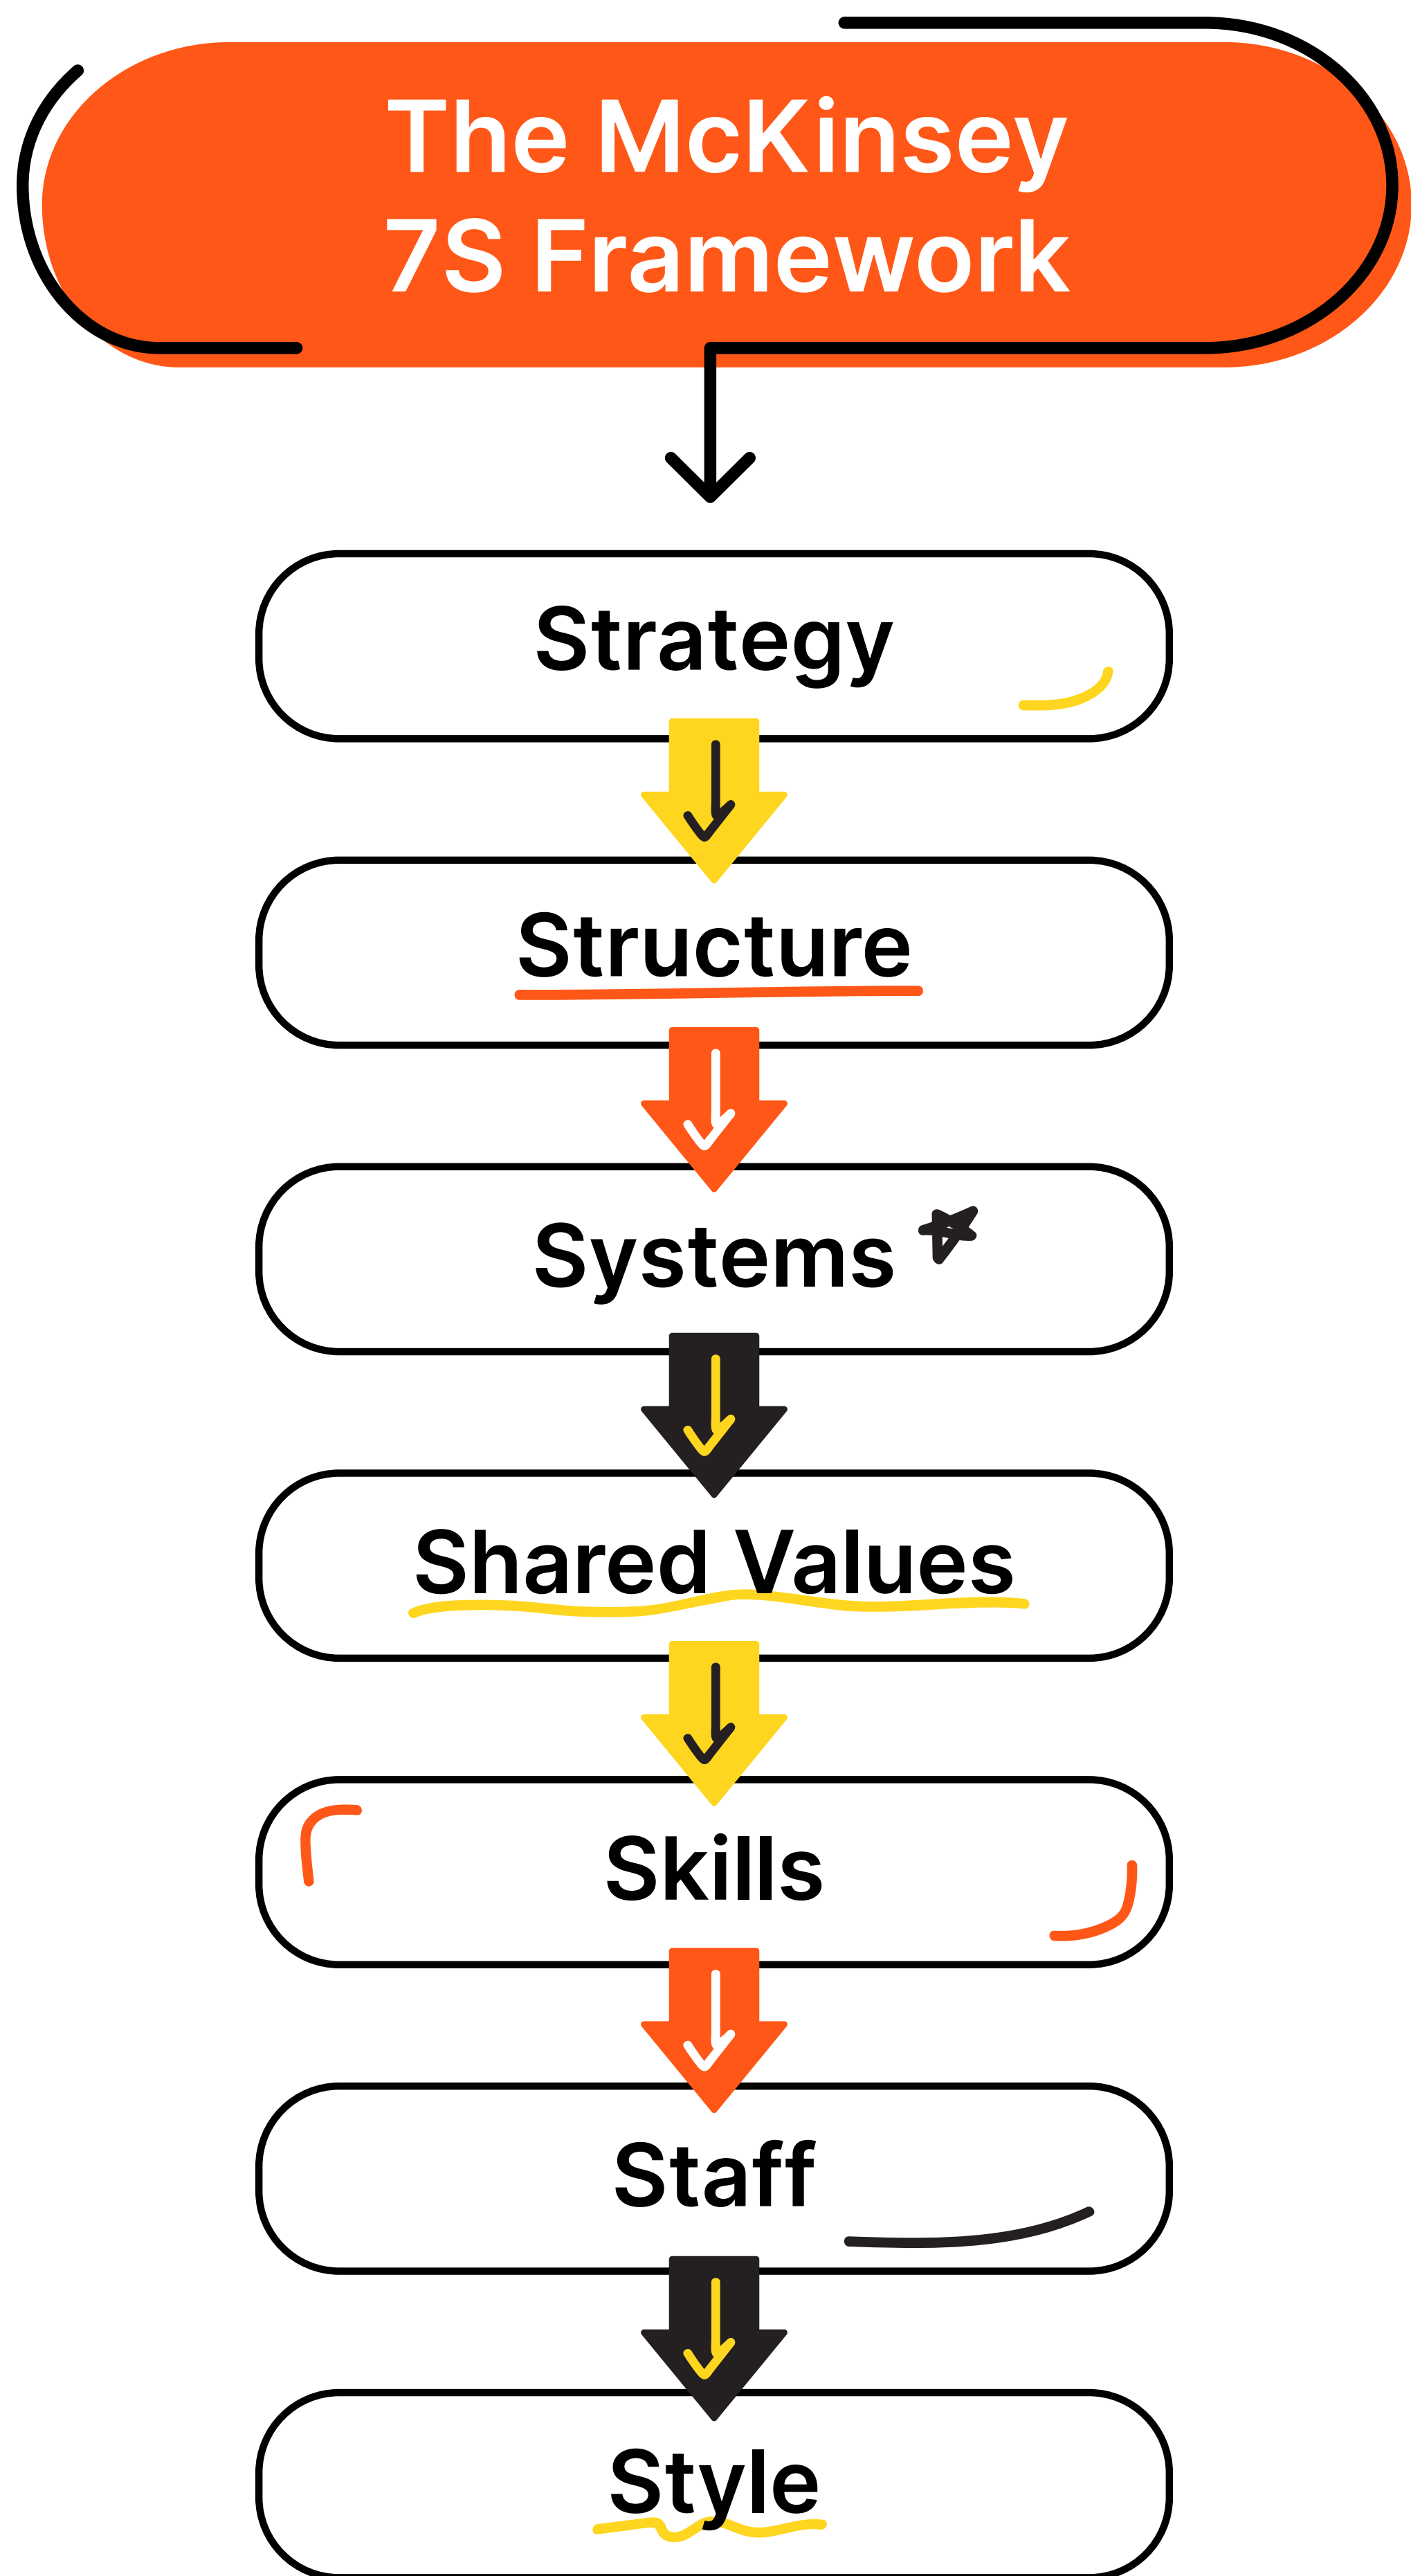 The McKinsey
7S Framework
Strategy
Structure
Systems
Shared Values
Skills
Staff
Style